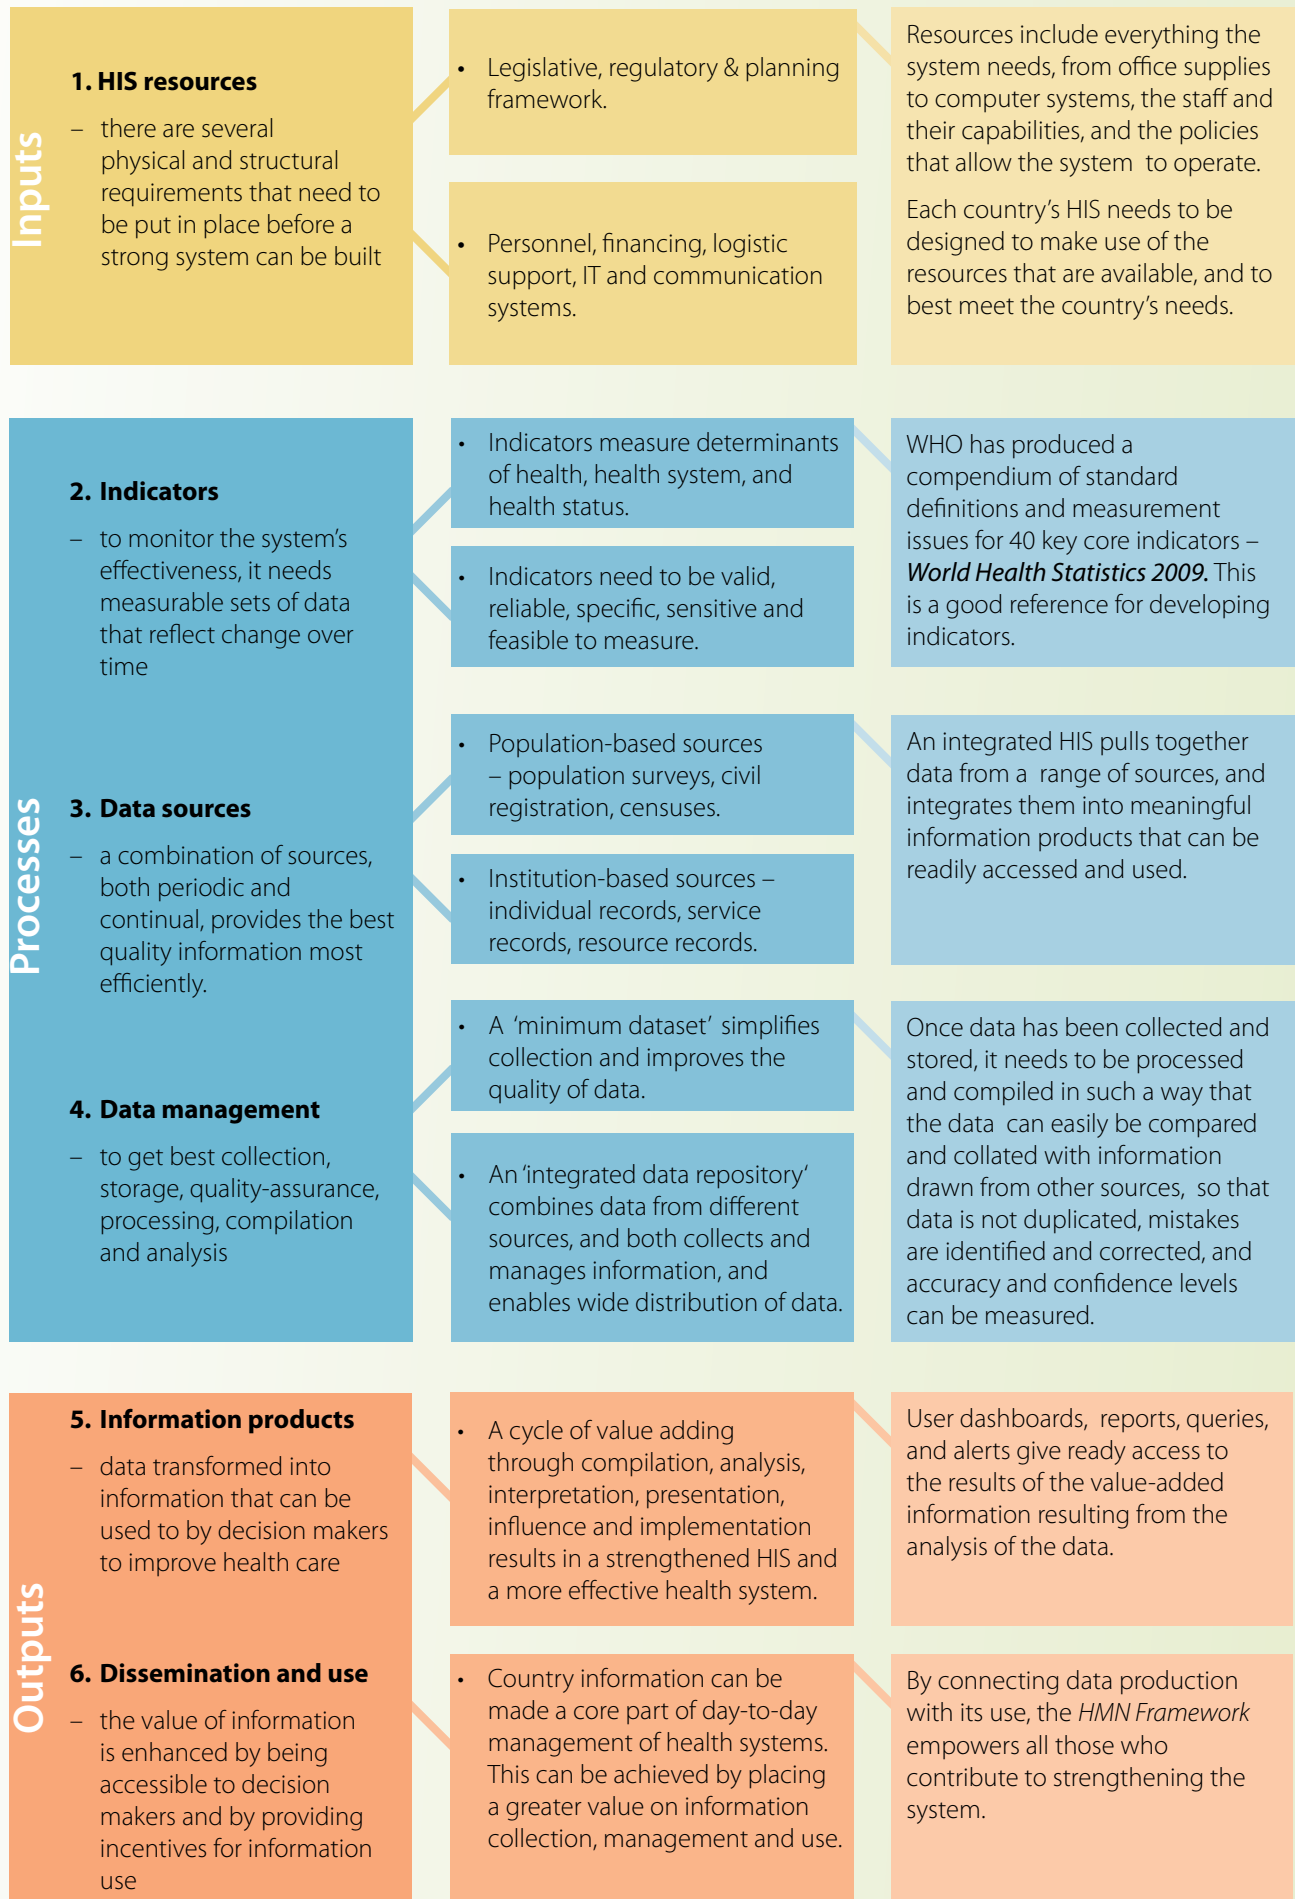 Inputs
1. HIS resources
– there are several
physical and structural
requirements that need to
be put in place before a
strong system can be built
• Legislative, regulatory & planning
framework.
• Personnel, financing, logistic
support, IT and communication
systems.
Resources include everything the
system needs, from office supplies
to computer systems, the staff and
their capabilities, and the policies
that allow the system to operate.
Each country’s HIS needs to be
designed to make use of the
resources that are available, and to
best meet the country’s needs.
Processes
2. Indicators
– to monitor the system’s
effectiveness, it needs
measurable sets of data
that reflect change over
time
• Indicators measure determinants
of health, health system, and
health status.
• Indicators need to be valid,
reliable, specific, sensitive and
feasible to measure.
WHO has produced a
compendium of standard
definitions and measurement
issues for 40 key core indicators –
World Health Statistics 2009. This
is a good reference for developing
indicators.
3. Data sources
– a combination of sources,
both periodic and
continual, provides the best
quality information most
efficiently.
• Population-based sources
– population surveys, civil
registration, censuses.
• Institution-based sources –
individual records, service
records, resource records.
An integrated HIS pulls together
data from a range of sources, and
integrates them into meaningful
information products that can be
readily accessed and used.
4. Data management
– to get best collection,
storage, quality-assurance,
processing, compilation
and analysis
• A ‘minimum dataset’ simplifies
collection and improves the
quality of data.
• An ‘integrated data repository‘
combines data from different
sources, and both collects and
manages information, and
enables wide distribution of data.
Once data has been collected and
stored, it needs to be processed
and compiled in such a way that
the data can easily be compared
and collated with information
drawn from other sources, so that
data is not duplicated, mistakes
are identified and corrected, and
accuracy and confidence levels
can be measured.
Outputs
5. Information products
– data transformed into
information that can be
used to by decision makers
to improve health care
• A cycle of value adding
through compilation, analysis,
interpretation, presentation,
influence and implementation
results in a strengthened HIS and
a more effective health system.
User dashboards, reports, queries,
and alerts give ready access to
the results of the value-added
information resulting from the
analysis of the data.
6. Dissemination and use
– the value of information
is enhanced by being
accessible to decision
makers and by providing
incentives for information
use
• Country information can be
made a core part of day-to-day
management of health systems.
This can be achieved by placing
a greater value on information
collection, management and use.
By connecting data production
with its use, the HMN Framework
empowers all those who
contribute to strengthening the
system.